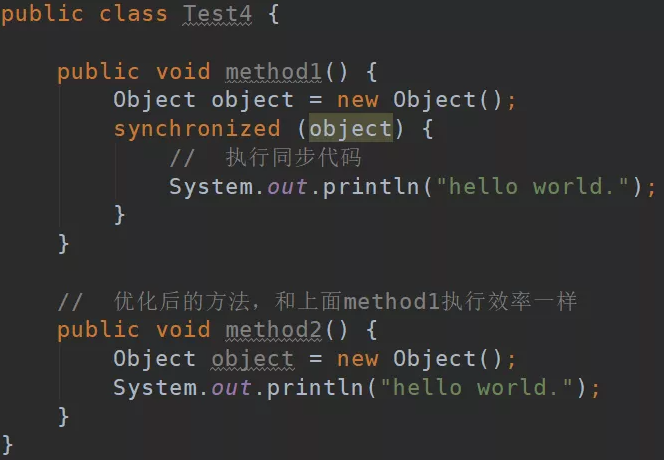 public class Test4 {
public void method1() {
Object object = new Object();
synchronized (object) {
// 执行同步代码
System.out.println("hello world.");
}
}
// 优化后的方法，和上面method1执行效率一样
public void method2() {
Object object = new Object();
System.out.println("hello world.");
}
}